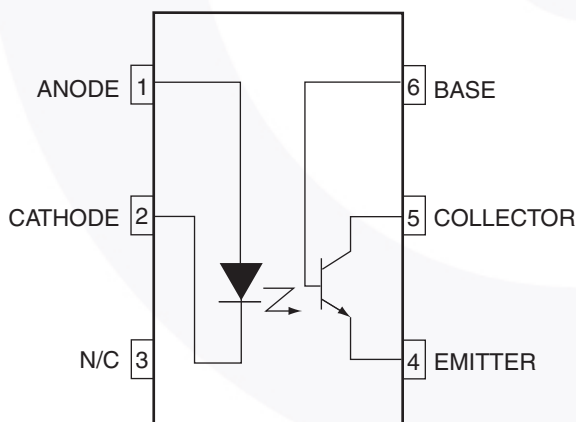 ANODE 1
6 BASE
CATHODE 2
5 COLLECTOR
N/C 3
4 EMITTER